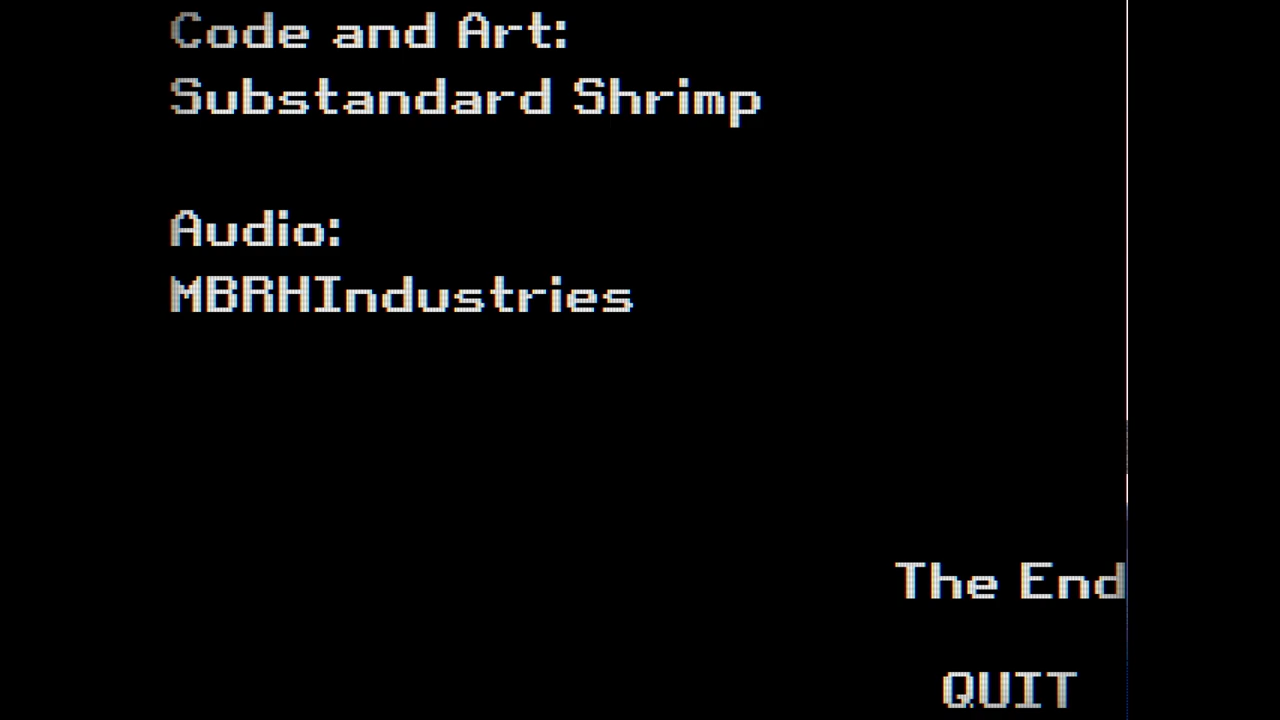 Code and Art:
Substandard Shrimp
Audio:
MBRHIndustries
The End
QUIT